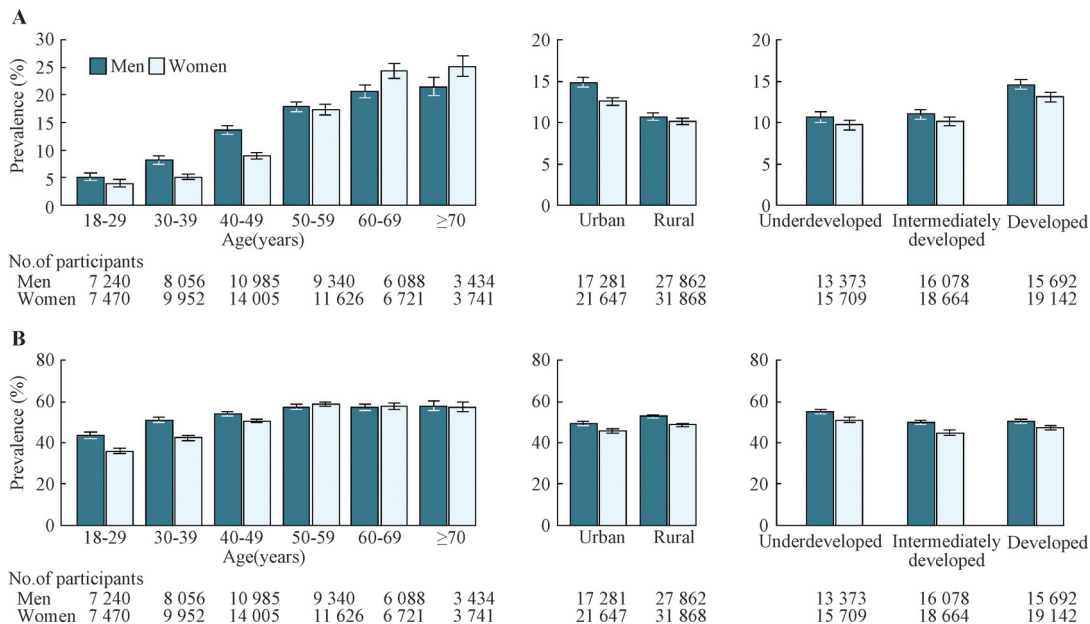 A
30
25
20
15
10
5
0
Prevalence (%)
Men Women
18-29 30-39 40-49 50-59 60-69 ≥70
Age(years)
20
15
10
5
0
Urban Rural
20
15
10
5
0
Underdeveloped Intermediately Developed
developed
No.of participants
Men 7 240 8 056 10 985 9 340 6 088 3 434 17 281 27 862 13 373 16 078 15 692
Women 7 470 9 952 14 005 11 626 6 721 3 741 21 647 31 868 15 709 18 664 19 142
B
80
60
40
20
0
Prevalence (%)
18-29 30-39 40-49 50-59 60-69 ≥70
Age(years)
80
60
40
20
0
Urban Rural
80
60
40
20
0
Underdeveloped Intermediately Developed
developed
No.of participants
Men 7 240 8 056 10 985 9 340 6 088 3 434 17 281 27 862 13 373 16 078 15 692
Women 7 470 9 952 14 005 11 626 6 721 3 741 21 647 31 868 15 709 18 664 19 142